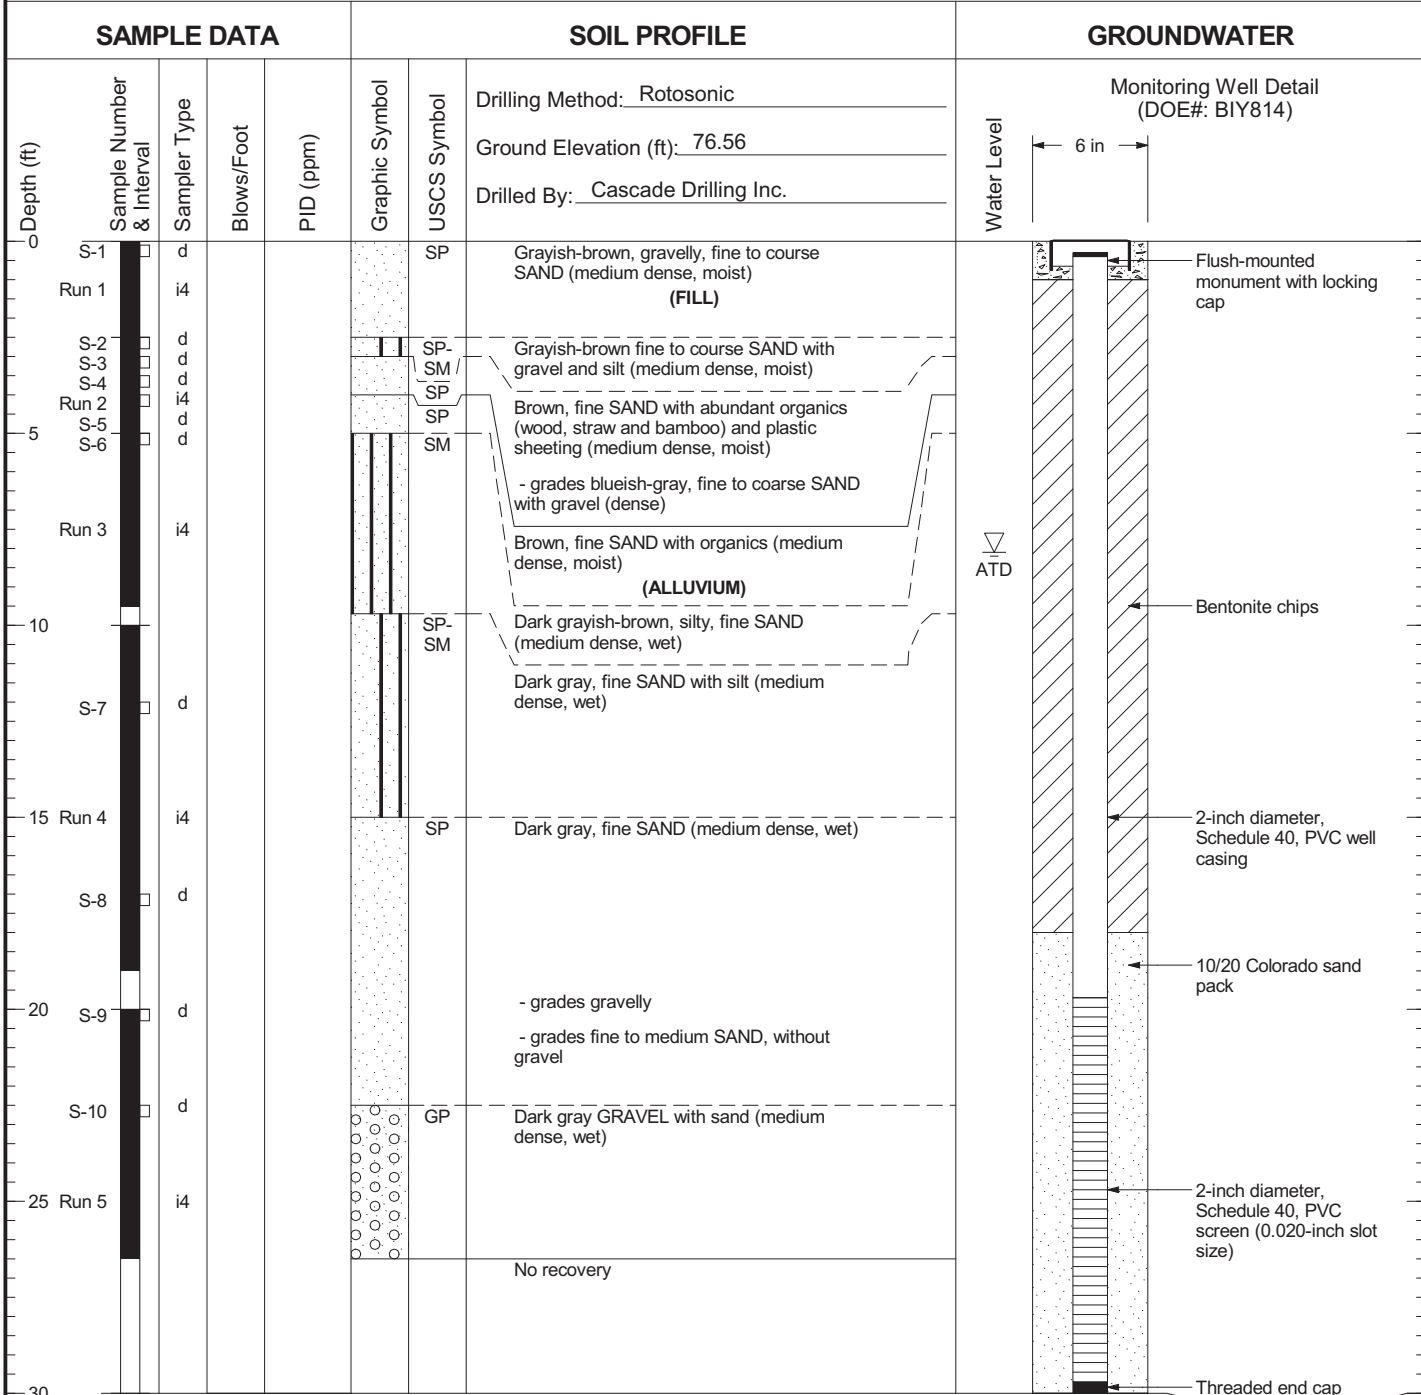 SAMPLE DATA
SOIL PROFILE
GROUNDWATER
Depth (ft)
Sample Number
& Interval
Sampler Type
Blows/Foot
PID (ppm)
Graphic Symbol
USCS Symbol
Drilling Method: Rotosonic
Ground Elevation (ft): 76.56
Drilled By: Cascade Drilling Inc.
Water Level
Monitoring Well Detail
(DOE#: BIY814)
6 in
0
S-1
d
SP
Grayish-brown, gravelly, fine to course
SAND (medium dense, moist)
(FILL)
Flush-mounted
monument with locking
cap
Run 1
i4
S-2
d
SP-
SM
Grayish-brown fine to course SAND with
gravel and silt (medium dense, moist)
S-3
d
S-4
d
SP
Run 2
i4
Brown, fine SAND with abundant organics
(wood, straw and bamboo) and plastic
sheeting (medium dense, moist)
S-5
d
SP
5
S-6
d
SM
- grades blueish-gray, fine to coarse SAND
with gravel (dense)
Run 3
i4
Brown, fine SAND with organics (medium
dense, moist)
(ALLUVIUM)
ATD
Bentonite chips
10
SP-
SM
Dark grayish-brown, silty, fine SAND
(medium dense, wet)
Dark gray, fine SAND with silt (medium
dense, wet)
S-7
d
15
Run 4
i4
SP
Dark gray, fine SAND (medium dense, wet)
2-inch diameter,
Schedule 40, PVC well
casing
S-8
d
10/20 Colorado sand
pack
20
S-9
d
- grades gravelly
- grades fine to medium SAND, without
gravel
S-10
d
GP
Dark gray GRAVEL with sand (medium
dense, wet)
25
Run 5
i4
2-inch diameter,
Schedule 40, PVC
screen (0.020-inch slot
size)
No recovery
30
Threaded end cap